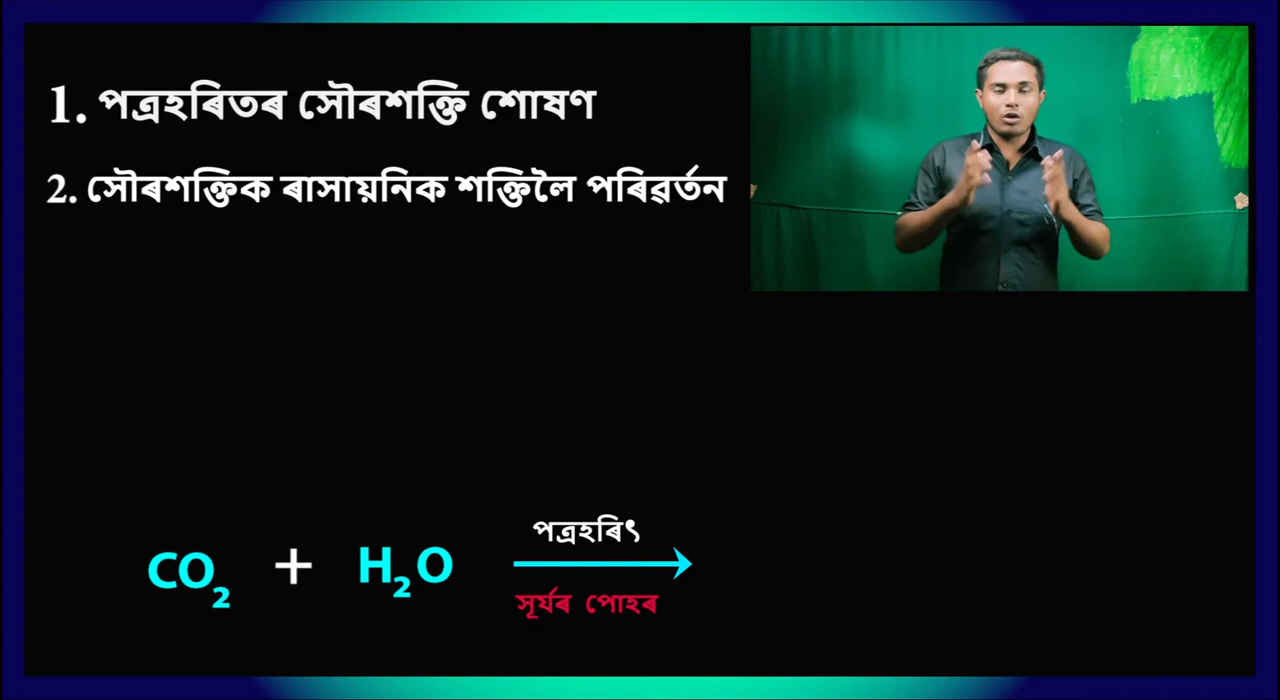 1. পত্ৰহৰিতৰ সৌৰশক্তি শোষণ
2. সৌৰশক্তিক ৰাসায়নিক শক্তিলৈ পৰিৱৰ্তন
পত্ৰহৰিৎ
CO₂ + H₂O
সূৰ্যৰ পোহৰ